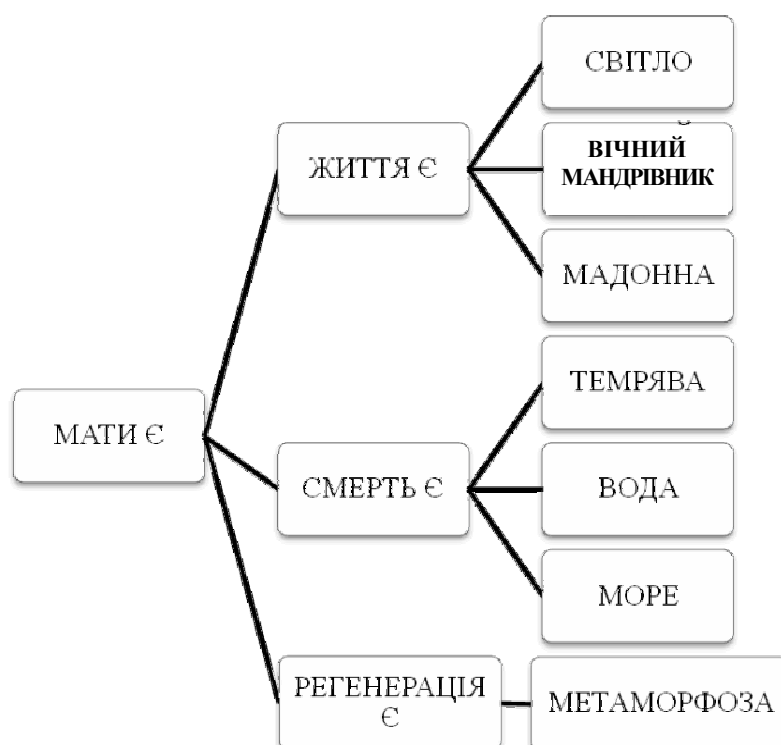 МАТИ Є
ЖИТТЯ Є
СВІТЛО
ВІЧНИЙ
МАНДРІВНИК
МАДОННА
СМЕРТЬ Є
ТЕМРЯВА
ВОДА
МОРЕ
РЕГЕНЕРАЦІЯ
Є
МЕТАМОРФОЗА